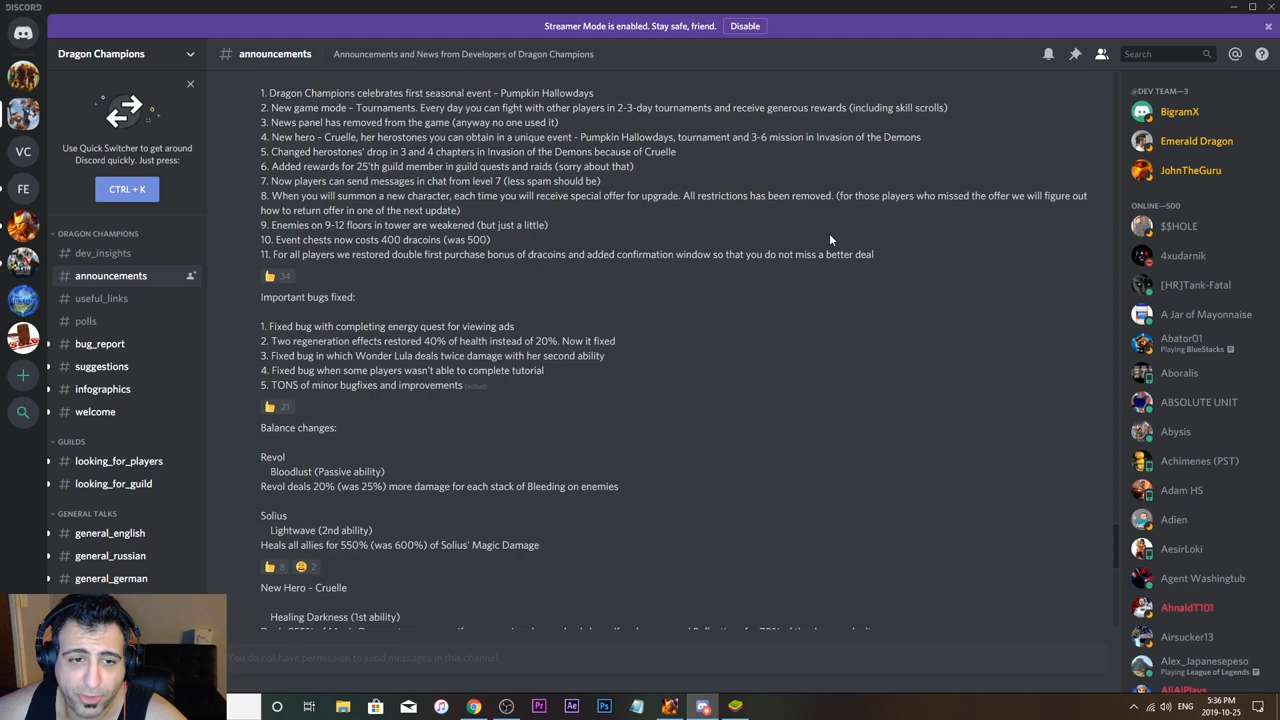 DISCORD
Streamer Mode is enabled. Stay safe, friend.
Disable
Dragon Champions
announcements
Announcements and News from Developers of Dragon Champions
Search
Use Quick Switcher to get around
Discord quickly. Just press:
CTRL + K
DRAGON CHAMPIONS
dev_insights
announcements
useful_links
polls
bug_report
suggestions
infographics
welcome
GUILDS
looking_for_players
looking_for_guild
GENERAL TALKS
general_english
general_russian
general_german
VC
FE
1. Dragon Champions celebrates first seasonal event – Pumpkin Hallowdays
2. New game mode – Tournaments. Every day you can fight with other players in 2-3-day tournaments and receive generous rewards (including skill scrolls)
3. News panel has removed from the game (anyway no one used it)
4. New hero – Cruelle, her herostones you can obtain in a unique event - Pumpkin Hallowdays, tournament and 3-6 mission in Invasion of the Demons
5. Changed herostones' drop in 3 and 4 chapters in Invasion of the Demons because of Cruelle
6. Added rewards for 25'th guild member in guild quests and raids (sorry about that)
7. Now players can send messages in chat from level 7 (less spam should be)
8. When you will summon a new character, each time you will receive special offer for upgrade. All restrictions has been removed. (for those players who missed the offer we will figure out
how to return offer in one of the next update)
9. Enemies on 9-12 floors in tower are weakened (but just a little)
10. Event chests now costs 400 dracoins (was 500)
11. For all players we restored double first purchase bonus of dracoins and added confirmation window so that you do not miss a better deal
34
Important bugs fixed:
1. Fixed bug with completing energy quest for viewing ads
2. Two regeneration effects restored 40% of health instead of 20%. Now it fixed
3. Fixed bug in which Wonder Lula deals twice damage with her second ability
4. Fixed bug when some players wasn't able to complete tutorial
5. TONS of minor bugfixes and improvements (edited)
21
Balance changes:
Revol
Bloodlust (Passive ability)
Revol deals 20% (was 25%) more damage for each stack of Bleeding on enemies
Solius
Lightwave (2nd ability)
Heals all allies for 550% (was 600%) of Solius' Magic Damage
8
2
New Hero – Cruelle
Healing Darkness (1st ability)
You do not have permission to send messages in this channel.
@DEV TEAM—3
BigramX
Emerald Dragon
JohnTheGuru
ONLINE—500
$$HOLE
4xudarnik
[HR]Tank-Fatal
A Jar of Mayonnaise
Abator01
Playing BlueStacks
Aboralis
ABSOLUTE UNIT
Abysis
Achimenes (PST)
Adam HS
Adien
AesirLoki
Agent Washingtub
AhnaldT101
Airsucker13
Alex_Japanesepeso
Playing League of Legends
AliAlPlays
Pr
Ae
Ps
ENG
5:36 PM
2019-10-25